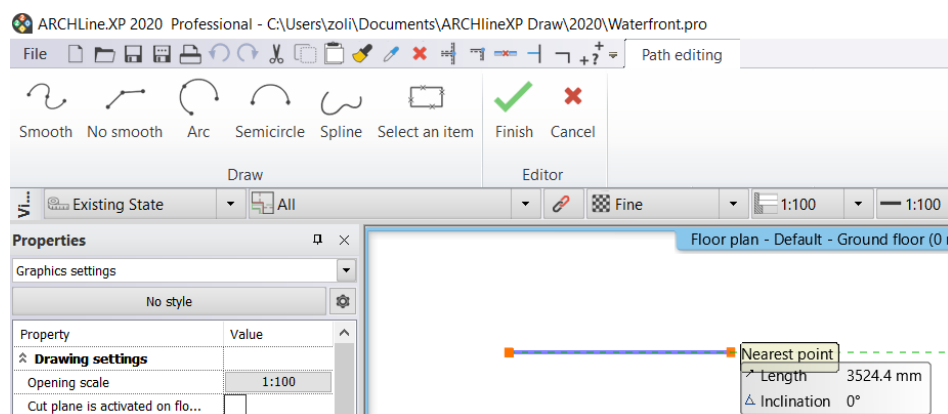 ARCHLine.XP 2020 Professional - C:\Users\zoli\Documents\ARCHlineXP Draw\2020\Waterfront.pro
File Path editing
Smooth No smooth Arc Semicircle Spline Select an item Finish Cancel
Draw Editor
Vi... Existing State All Fine 1:100 1:100
Properties
Floor plan - Default - Ground floor (0
Graphics settings
No style
Property Value
Drawing settings
Opening scale 1:100
Cut plane is activated on flo...
Nearest point
Length 3524.4 mm
Inclination 0°